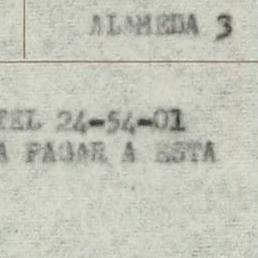 ALAMEDA 3
TEL 24-54-01
A PAGAR A ESTA